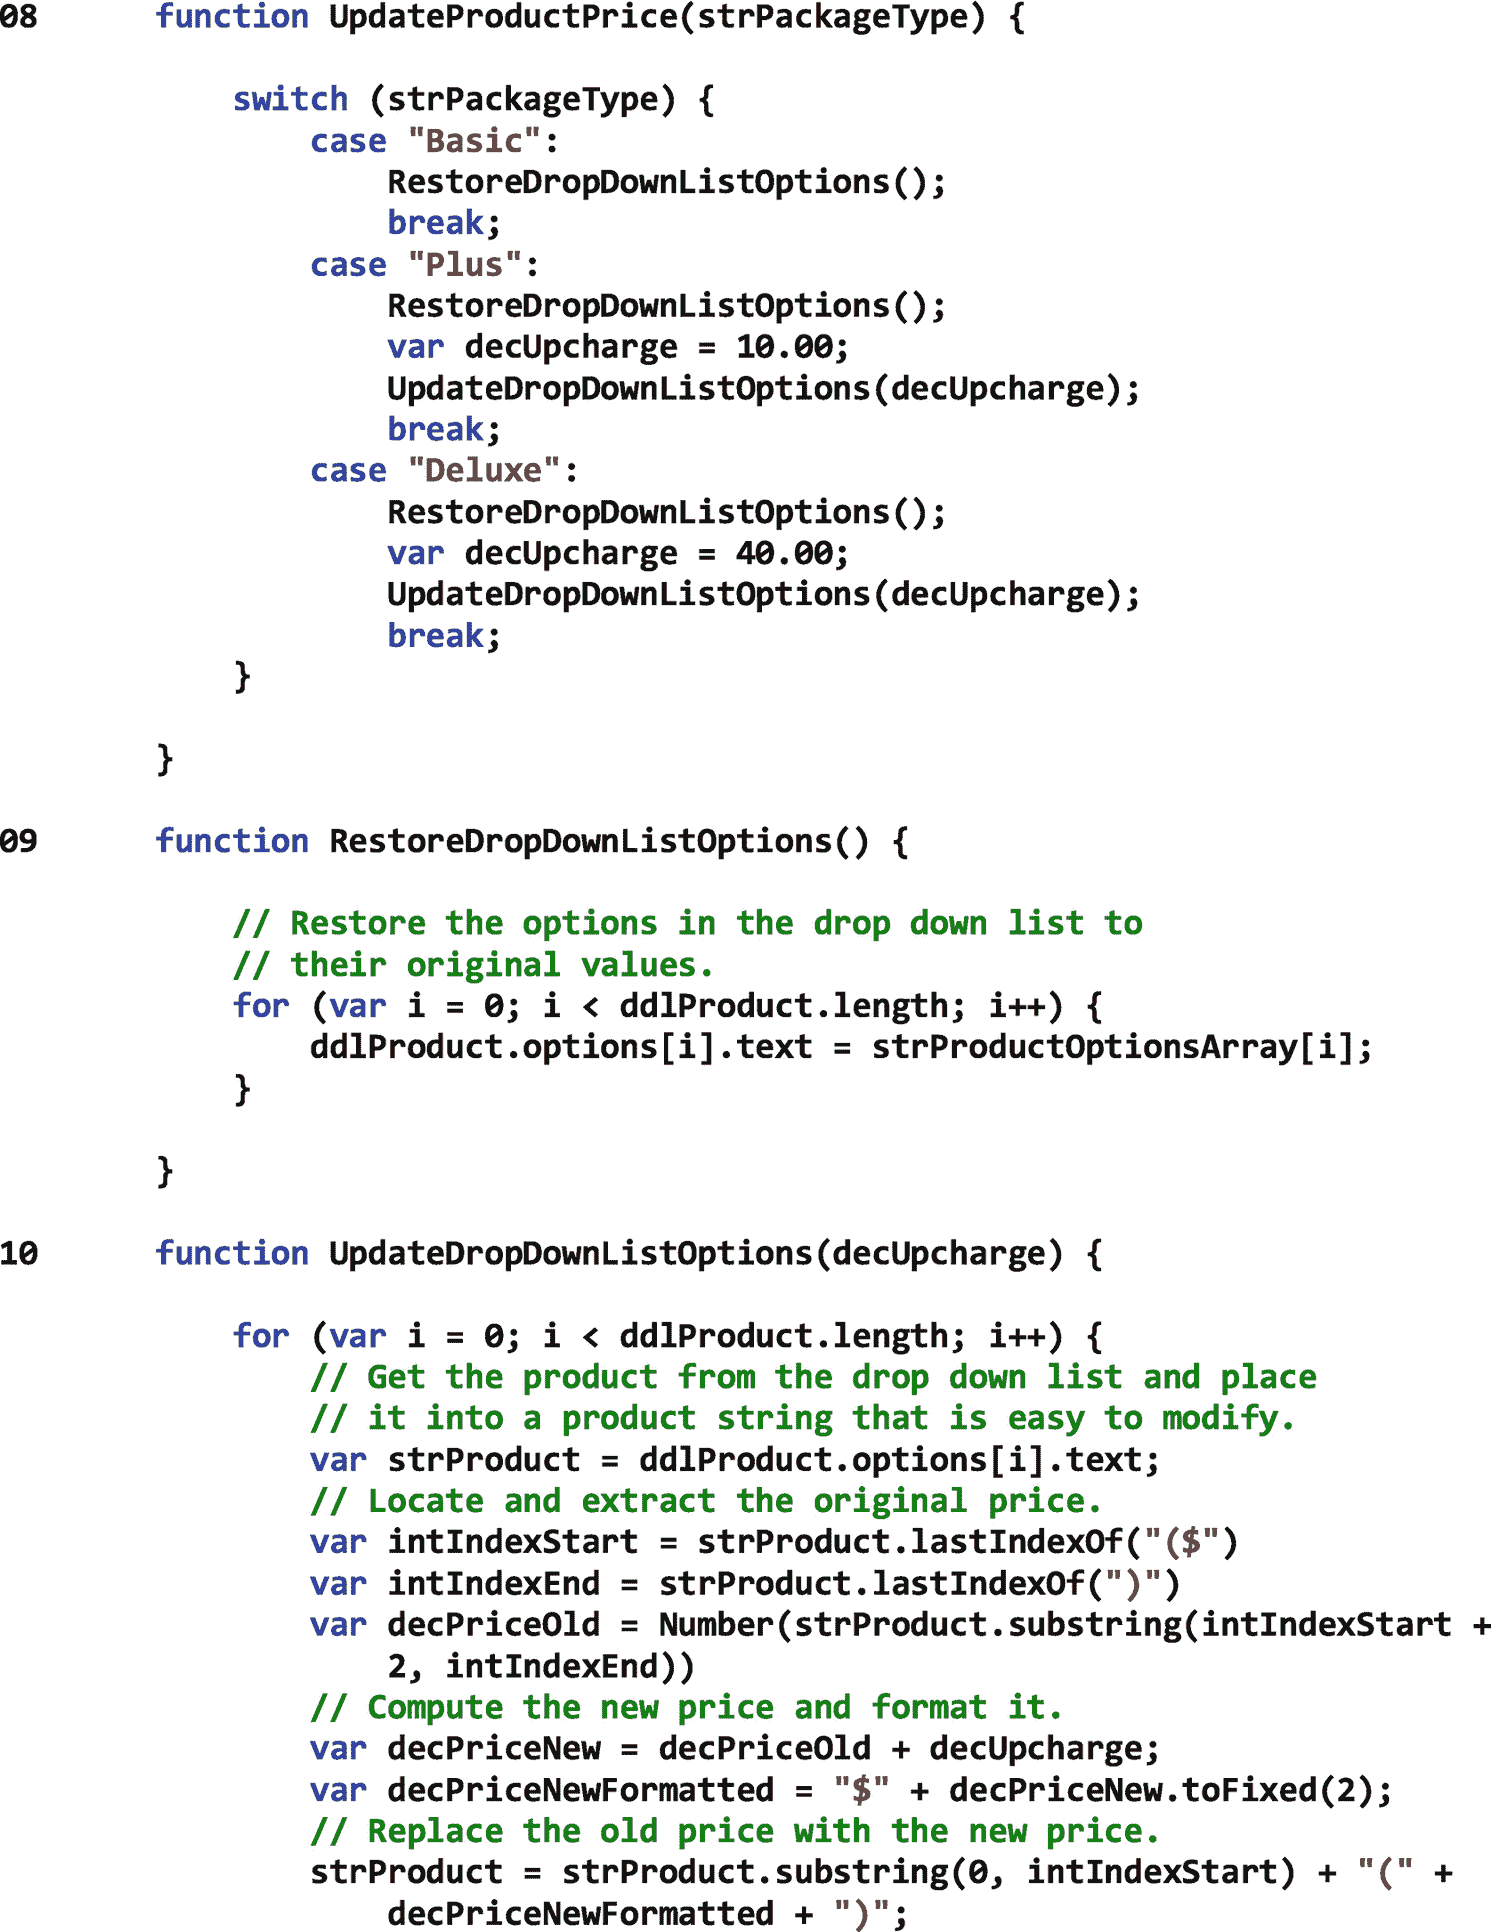 08 function UpdateProductPrice(strPackageType) {
switch (strPackageType) {
case "Basic":
RestoreDropDownListOptions();
break;
case "Plus":
RestoreDropDownListOptions();
var decUpcharge = 10.00;
UpdateDropDownListOptions(decUpcharge);
break;
case "Deluxe":
RestoreDropDownListOptions();
var decUpcharge = 40.00;
UpdateDropDownListOptions(decUpcharge);
break;
}
}
09 function RestoreDropDownListOptions() {
// Restore the options in the drop down list to
// their original values.
for (var i = 0; i < ddlProduct.length; i++) {
ddlProduct.options[i].text = strProductOptionsArray[i];
}
}
10 function UpdateDropDownListOptions(decUpcharge) {
for (var i = 0; i < ddlProduct.length; i++) {
// Get the product from the drop down list and place
// it into a product string that is easy to modify.
var strProduct = ddlProduct.options[i].text;
// Locate and extract the original price.
var intIndexStart = strProduct.lastIndexOf("($")
var intIndexEnd = strProduct.lastIndexOf(")")
var decPriceOld = Number(strProduct.substring(intIndexStart +
2, intIndexEnd))
// Compute the new price and format it.
var decPriceNew = decPriceOld + decUpcharge;
var decPriceNewFormatted = "$" + decPriceNew.toFixed(2);
// Replace the old price with the new price.
strProduct = strProduct.substring(0, intIndexStart) + "(" +
decPriceNewFormatted + ")";